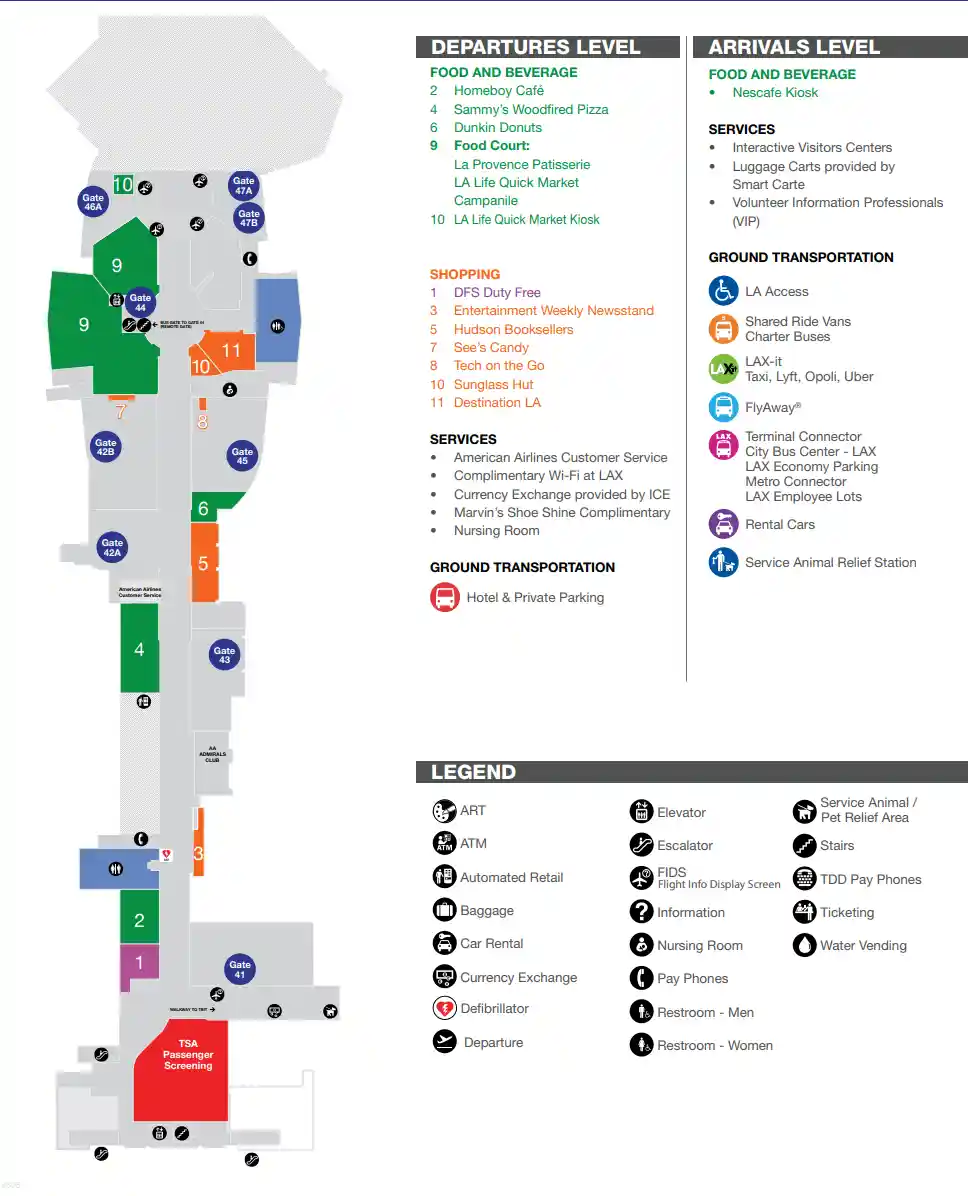 10
Gate
47A
Gate
46A
Gate
47B
9
Gate
44
9
BUS GATE TO GATE 44
(REMOTE GATE)
11
10
7
8
Gate
42B
Gate
45
6
Gate
42A
5
American Airlines
Customer Service
4
Gate
43
AA
ADMIRALS
CLUB
3
2
1
Gate
41
WALKWAY TO TBIT
TSA
Passenger
Screening
DEPARTURES LEVEL
FOOD AND BEVERAGE
2 Homeboy Café
4 Sammy's Woodfired Pizza
6 Dunkin Donuts
9 Food Court:
La Provence Patisserie
LA Life Quick Market
Campanile
10 LA Life Quick Market Kiosk
SHOPPING
1 DFS Duty Free
3 Entertainment Weekly Newsstand
5 Hudson Booksellers
7 See's Candy
8 Tech on the Go
10 Sunglass Hut
11 Destination LA
SERVICES
• American Airlines Customer Service
• Complimentary Wi-Fi at LAX
• Currency Exchange provided by ICE
• Marvin's Shoe Shine Complimentary
• Nursing Room
GROUND TRANSPORTATION
Hotel & Private Parking
ARRIVALS LEVEL
FOOD AND BEVERAGE
• Nescafe Kiosk
SERVICES
• Interactive Visitors Centers
• Luggage Carts provided by
Smart Carte
• Volunteer Information Professionals
(VIP)
GROUND TRANSPORTATION
LA Access
Shared Ride Vans
Charter Buses
LAXit
LAX-it
Taxi, Lyft, Opoli, Uber
FlyAway®
LAX
Terminal Connector
City Bus Center - LAX
LAX Economy Parking
Metro Connector
LAX Employee Lots
Rental Cars
Service Animal Relief Station
LEGEND
ART
ATM
ATM
Automated Retail
Baggage
Car Rental
Currency Exchange
Defibrillator
Departure
Elevator
Escalator
FIDS
Flight Info Display Screen
Information
Nursing Room
Pay Phones
Restroom - Men
Restroom - Women
Service Animal /
Pet Relief Area
Stairs
TDD Pay Phones
Ticketing
Water Vending